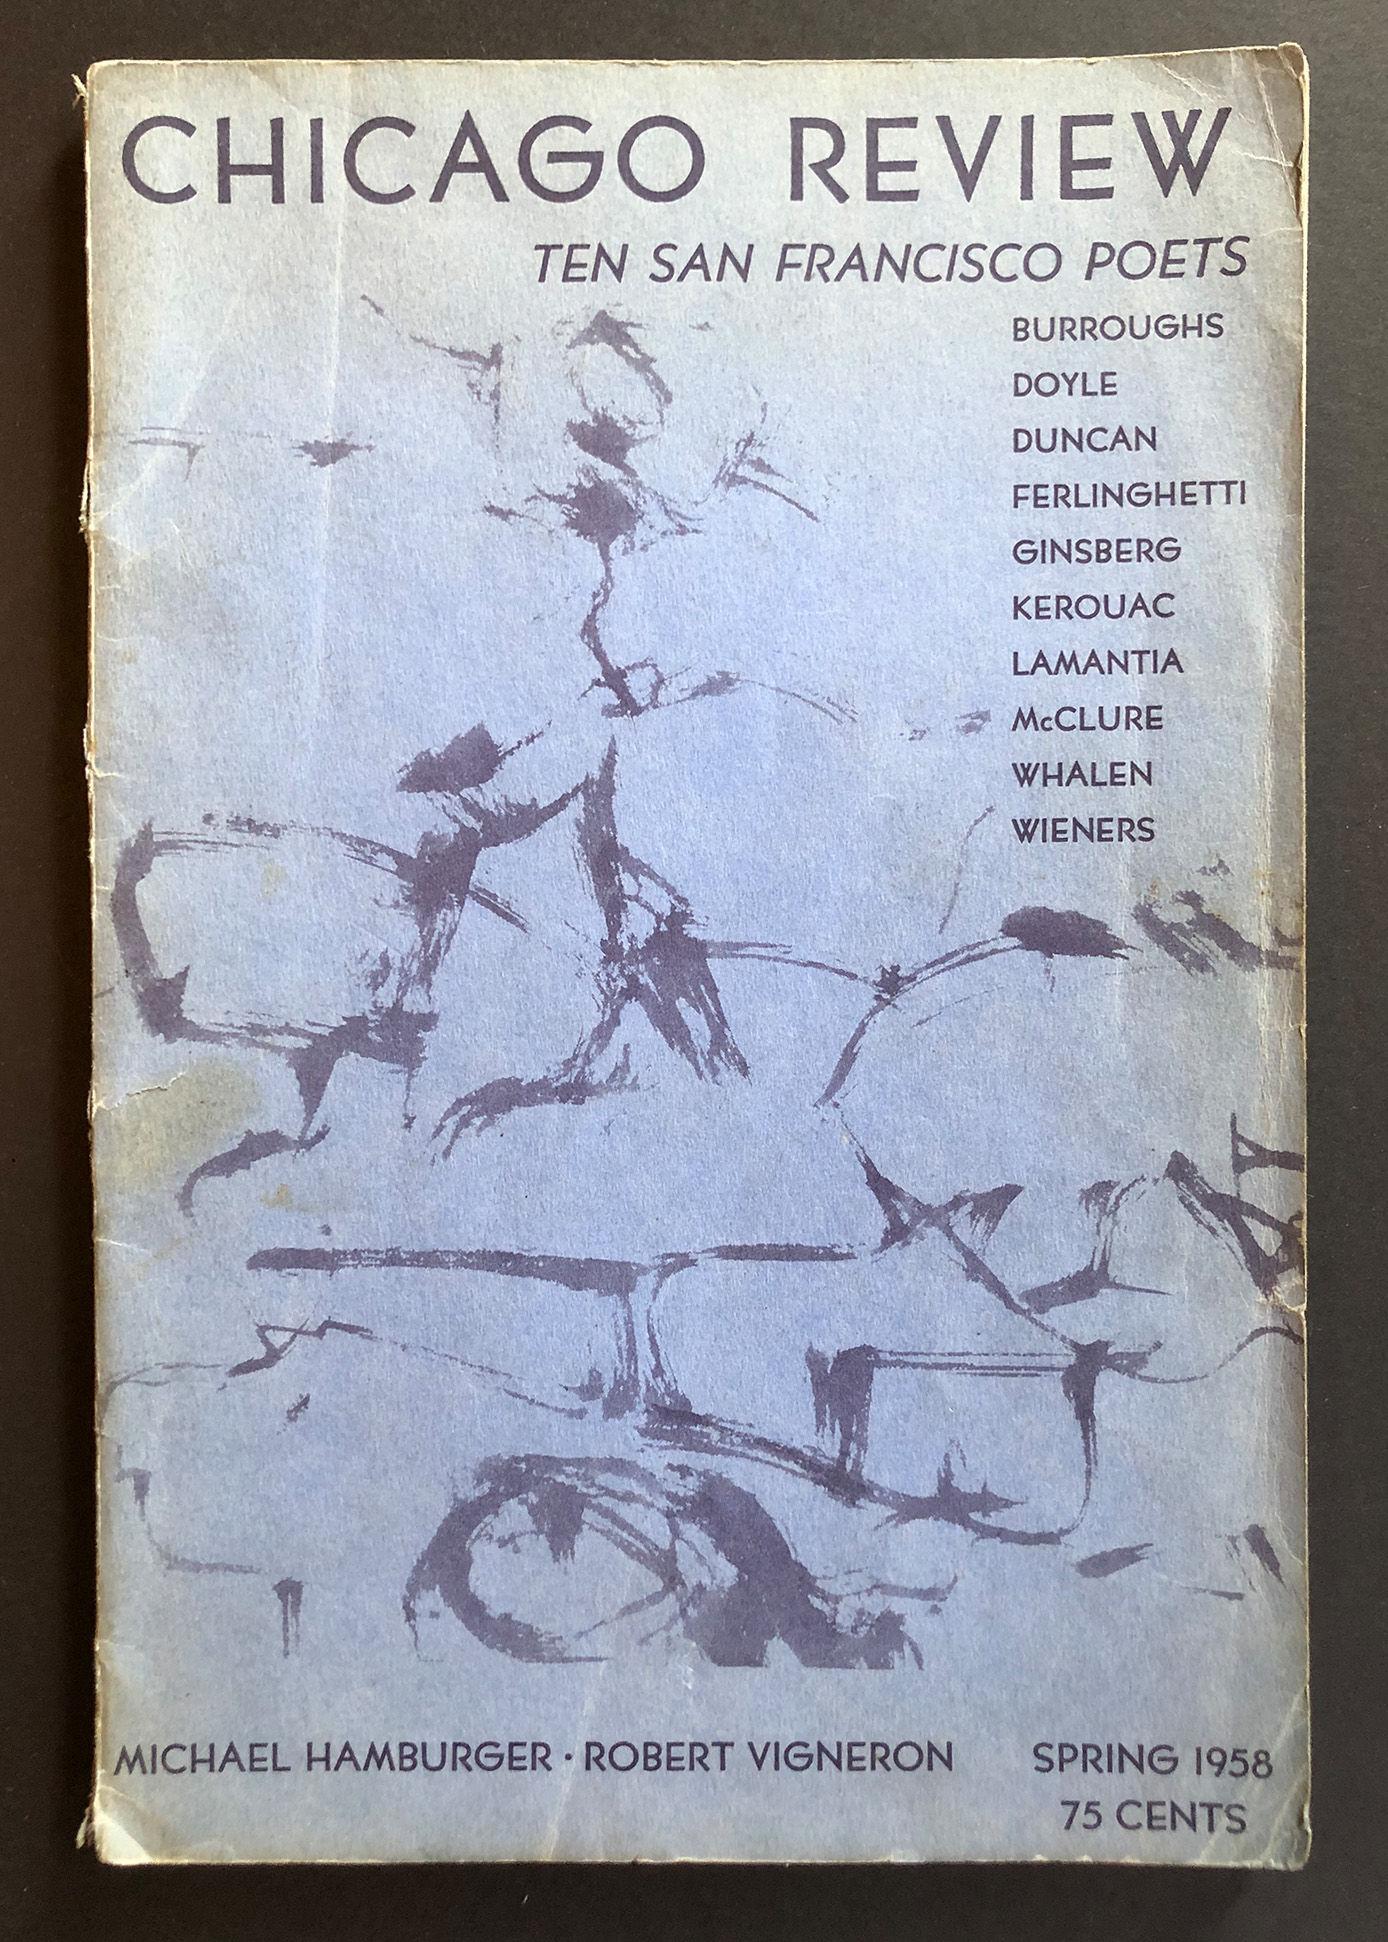 CHICAGO REVIEW
TEN SAN FRANCISCO POETS
BURROUGHS
DOYLE
DUNCAN
FERLINGHETTI
GINSBERG
KEROUAC
LAMANTIA
McCLURE
WHALEN
WIENERS
MICHAEL HAMBURGER · ROBERT VIGNERON
SPRING 1958
75 CENTS